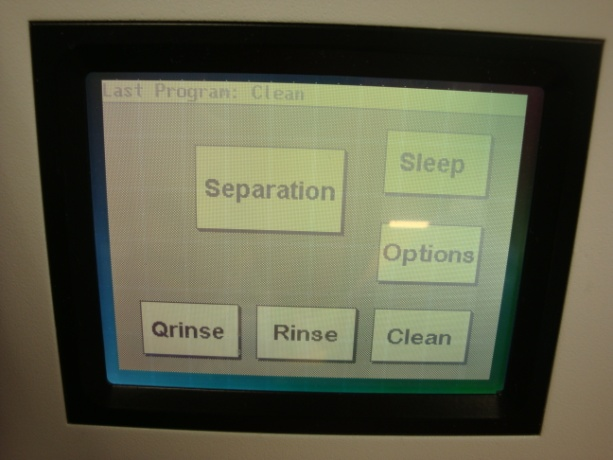 Last Program: Clean
Separation
Sleep
Options
Qrinse
Rinse
Clean